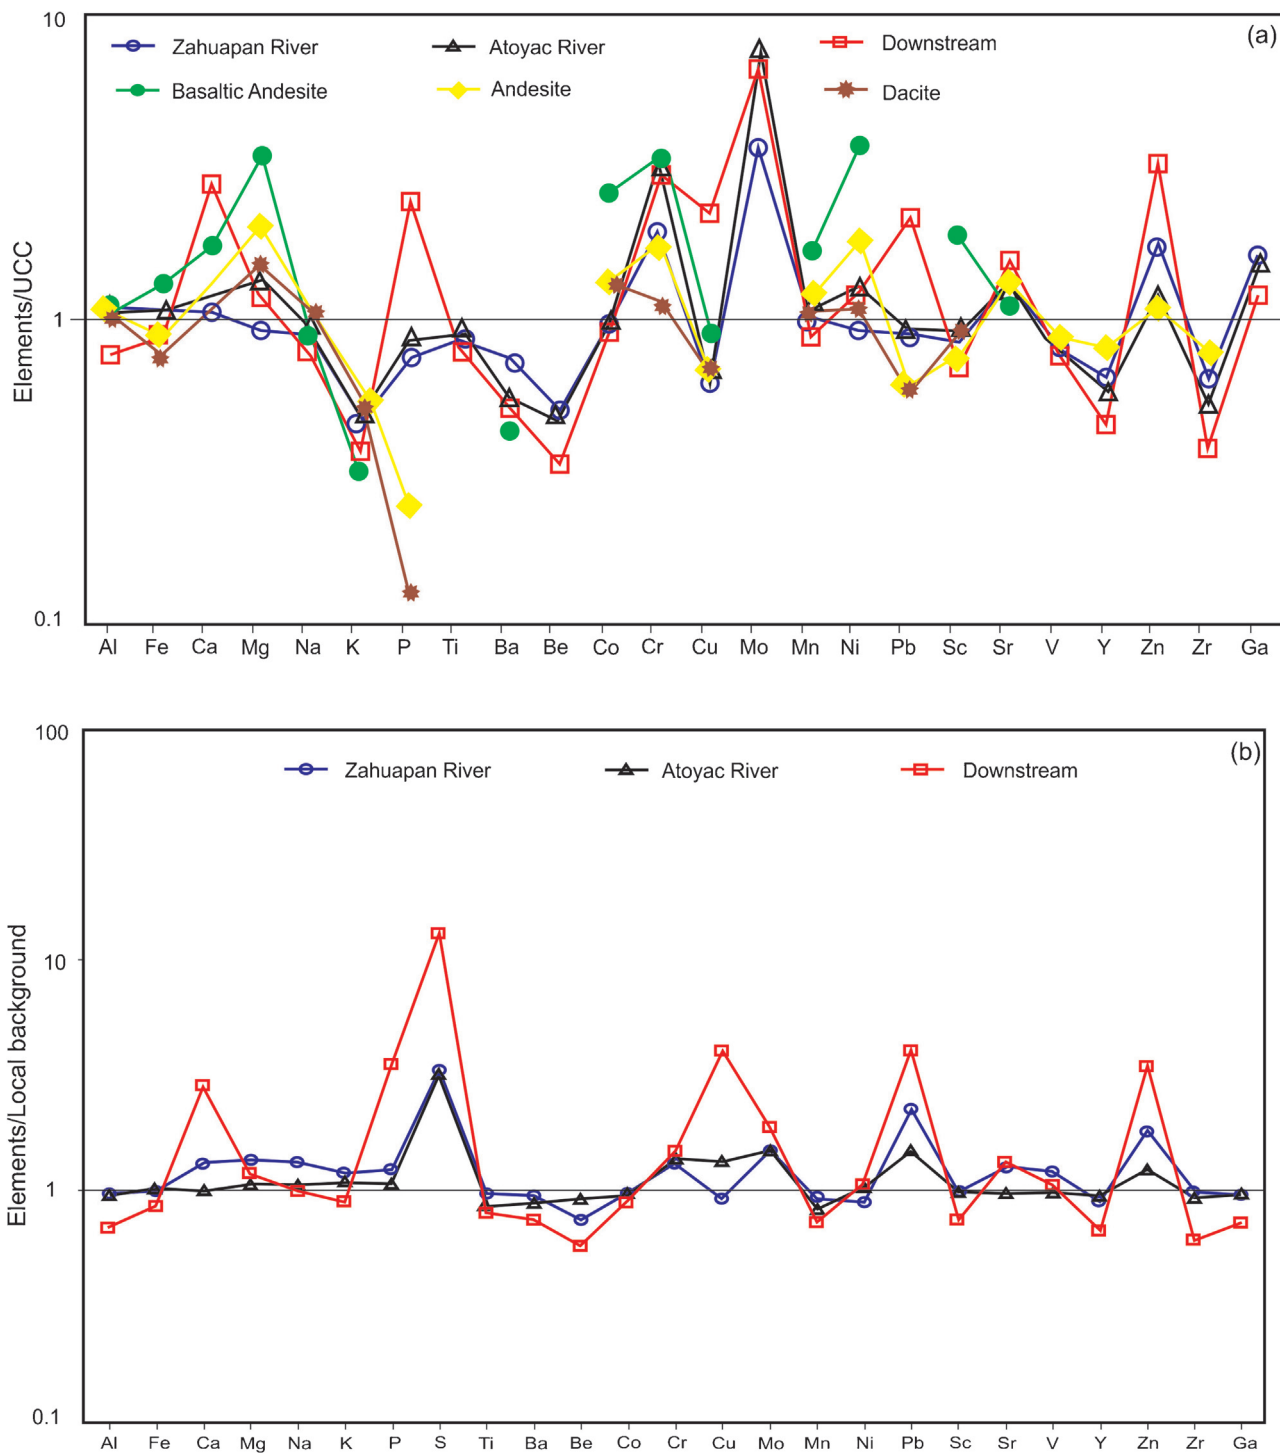 10
(a)
Zahuapan River
Atoyac River
Downstream
Basaltic Andesite
Andesite
Dacite
Elements/UCC
1
0.1
Al Fe Ca Mg Na K P Ti Ba Be Co Cr Cu Mo Mn Ni Pb Sc Sr V Y Zn Zr Ga
100
(b)
Zahuapan River
Atoyac River
Downstream
Elements/Local background
10
1
0.1
Al Fe Ca Mg Na K P S Ti Ba Be Co Cr Cu Mo Mn Ni Pb Sc Sr V Y Zn Zr Ga